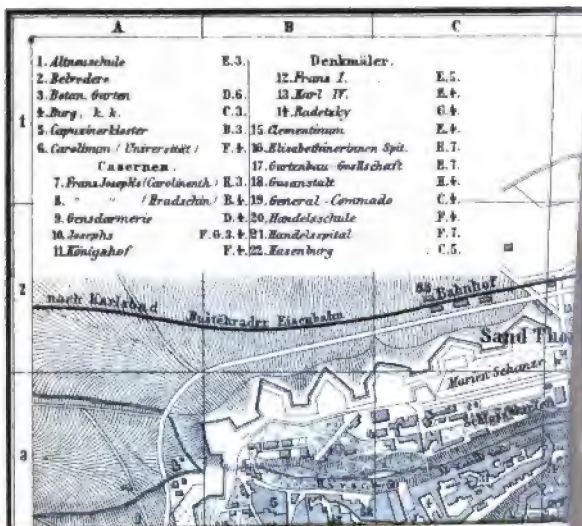 A B C
1. Altneuschule E.3.
2. Belvedere
3. Botan. Garten D.6.
4. Burg, k. k. C.3.
5. Capuzinerkloster B.3.
6. Carolinum (Universität) F.4.
Casernen.
7. Franz Josephs (Carolinenth.) H.3.
8. " " (Hradschin) B.4.
9. Gensdarmerie D.4.
10. Josephs F.G.3.4.
11. Königshof F.4.
Denkmäler.
12. Franz I. E.5.
13. Karl IV. E.4.
14. Radetzky C.4.
15. Clementinum E.4.
16. Elisabethinerinnen Spit. E.7.
17. Gartenbau-Gesllschaft E.7.
18. Gasanstalt
19. General-Commado C.4.
20. Handelsschule F.4.
21. Handelsspital F.7.
22. Hasenburg C.5.
1
2
3
nach Karlsbad
Buštěhrader Eisenbahn
Bahnhof
Sand Tho
Marien Schanze